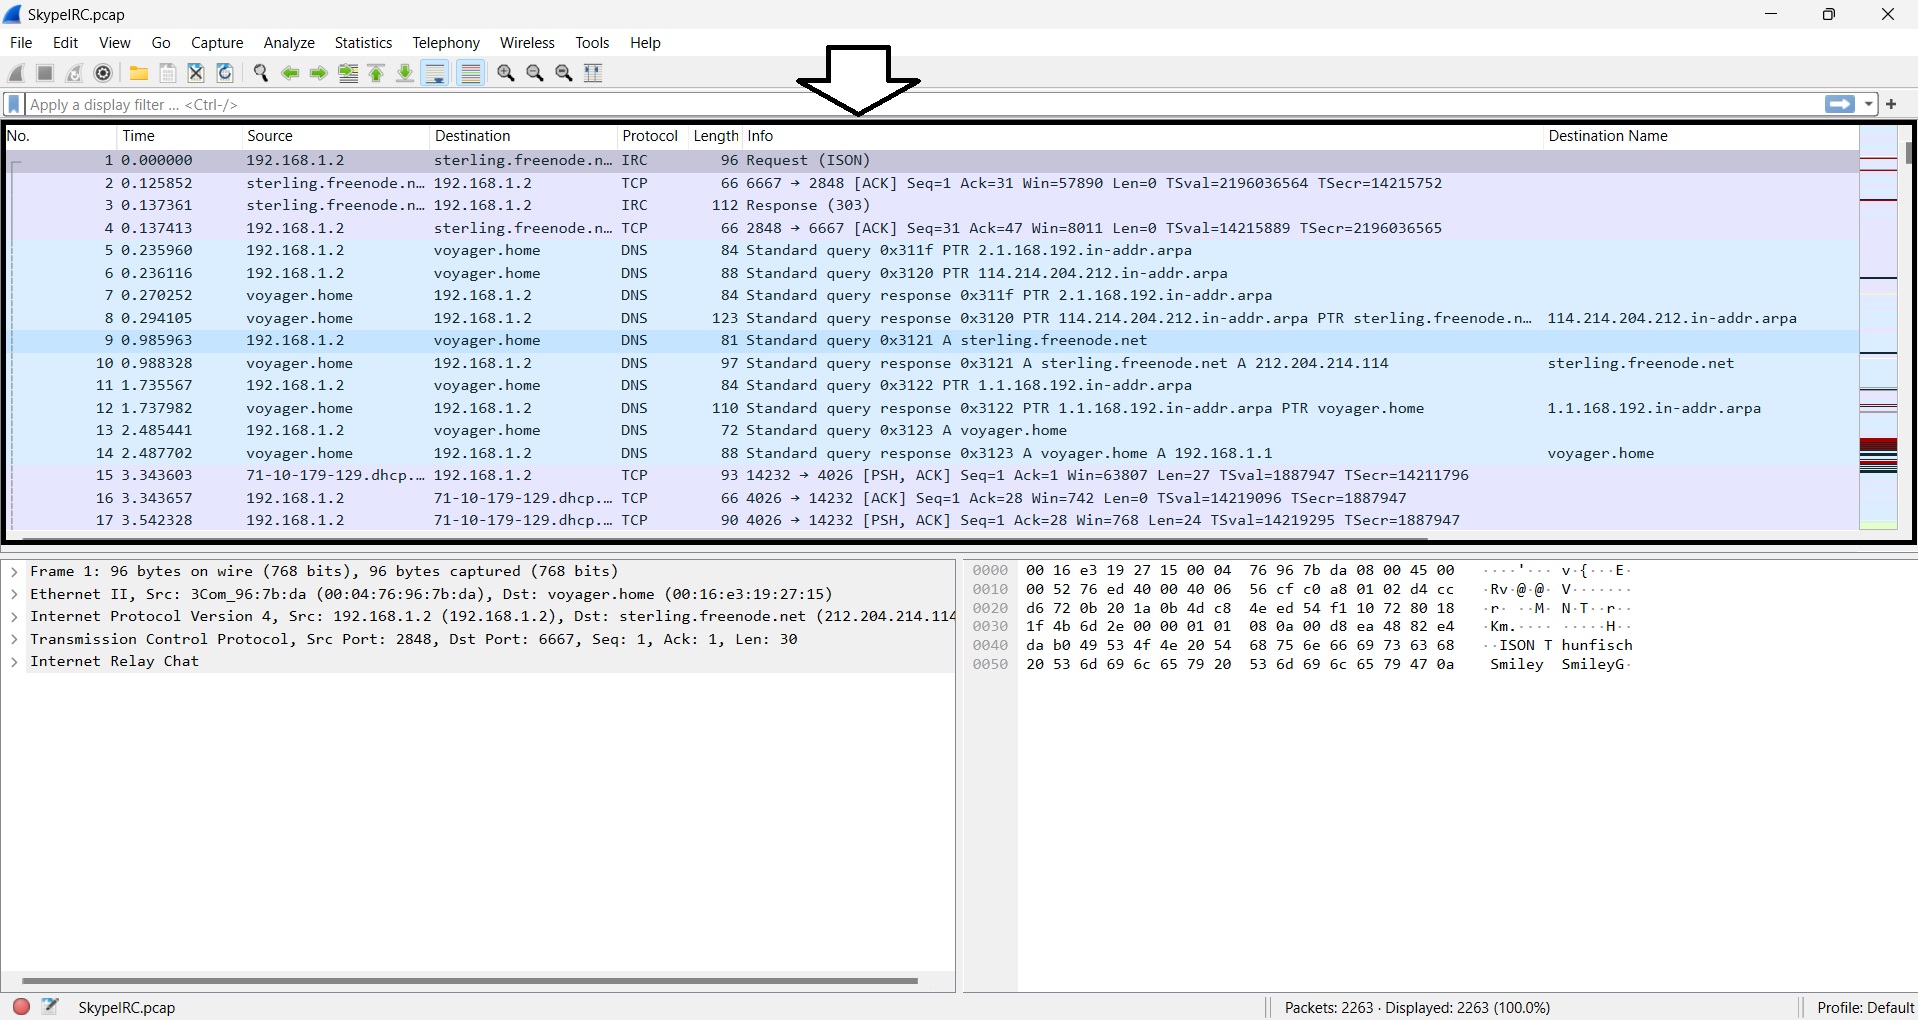 SkypeIRC.pcap
File Edit View Go Capture Analyze Statistics Telephony Wireless Tools Help
Apply a display filter ... <Ctrl-/>
No. Time Source Destination Protocol Length Info Destination Name
1 0.000000 192.168.1.2 sterling.freenode.n… IRC 96 Request (ISON)
2 0.125852 sterling.freenode.n… 192.168.1.2 TCP 66 6667 → 2848 [ACK] Seq=1 Ack=31 Win=57890 Len=0 TSval=2196036564 TSecr=14215752
3 0.137361 sterling.freenode.n… 192.168.1.2 IRC 112 Response (303)
4 0.137413 192.168.1.2 sterling.freenode.n… TCP 66 2848 → 6667 [ACK] Seq=31 Ack=47 Win=8011 Len=0 TSval=14215889 TSecr=2196036565
5 0.235960 192.168.1.2 voyager.home DNS 84 Standard query 0x311f PTR 2.1.168.192.in-addr.arpa
6 0.236116 192.168.1.2 voyager.home DNS 88 Standard query 0x3120 PTR 114.214.204.212.in-addr.arpa
7 0.270252 voyager.home 192.168.1.2 DNS 84 Standard query response 0x311f PTR 2.1.168.192.in-addr.arpa
8 0.294105 voyager.home 192.168.1.2 DNS 123 Standard query response 0x3120 PTR 114.214.204.212.in-addr.arpa PTR sterling.freenode.n… 114.214.204.212.in-addr.arpa
9 0.985963 192.168.1.2 voyager.home DNS 81 Standard query 0x3121 A sterling.freenode.net
10 0.988328 voyager.home 192.168.1.2 DNS 97 Standard query response 0x3121 A sterling.freenode.net A 212.204.214.114 sterling.freenode.net
11 1.735567 192.168.1.2 voyager.home DNS 84 Standard query 0x3122 PTR 1.1.168.192.in-addr.arpa
12 1.737982 voyager.home 192.168.1.2 DNS 110 Standard query response 0x3122 PTR 1.1.168.192.in-addr.arpa PTR voyager.home 1.1.168.192.in-addr.arpa
13 2.485441 192.168.1.2 voyager.home DNS 72 Standard query 0x3123 A voyager.home
14 2.487702 voyager.home 192.168.1.2 DNS 88 Standard query response 0x3123 A voyager.home A 192.168.1.1 voyager.home
15 3.343603 71-10-179-129.dhcp.… 192.168.1.2 TCP 93 14232 → 4026 [PSH, ACK] Seq=1 Ack=1 Win=63807 Len=27 TSval=1887947 TSecr=14211796
16 3.343657 192.168.1.2 71-10-179-129.dhcp.… TCP 66 4026 → 14232 [ACK] Seq=1 Ack=28 Win=742 Len=0 TSval=14219096 TSecr=1887947
17 3.542328 192.168.1.2 71-10-179-129.dhcp.… TCP 90 4026 → 14232 [PSH, ACK] Seq=1 Ack=28 Win=768 Len=24 TSval=14219295 TSecr=1887947
Frame 1: 96 bytes on wire (768 bits), 96 bytes captured (768 bits)
Ethernet II, Src: 3Com_96:7b:da (00:04:76:96:7b:da), Dst: voyager.home (00:16:e3:19:27:15)
Internet Protocol Version 4, Src: 192.168.1.2 (192.168.1.2), Dst: sterling.freenode.net (212.204.214.114
Transmission Control Protocol, Src Port: 2848, Dst Port: 6667, Seq: 1, Ack: 1, Len: 30
Internet Relay Chat
0000 00 16 e3 19 27 15 00 04 76 96 7b da 08 00 45 00 ····'··· v·{···E·
0010 00 52 76 ed 40 00 40 06 56 cf c0 a8 01 02 d4 cc ·Rv·@·@· V·······
0020 d6 72 0b 20 1a 0b 4d c8 4e ed 54 f1 10 72 80 18 ·r· ··M· N·T··r··
0030 1f 4b 6d 2e 00 00 01 01 08 0a 00 d8 ea 48 82 e4 ·Km.···· ·····H··
0040 da b0 49 53 4f 4e 20 54 68 75 6e 66 69 73 63 68 ··ISON T hunfisch
0050 20 53 6d 69 6c 65 79 20 53 6d 69 6c 65 79 47 0a Smiley SmileyG·
SkypeIRC.pcap
Packets: 2263 · Displayed: 2263 (100.0%)
Profile: Default